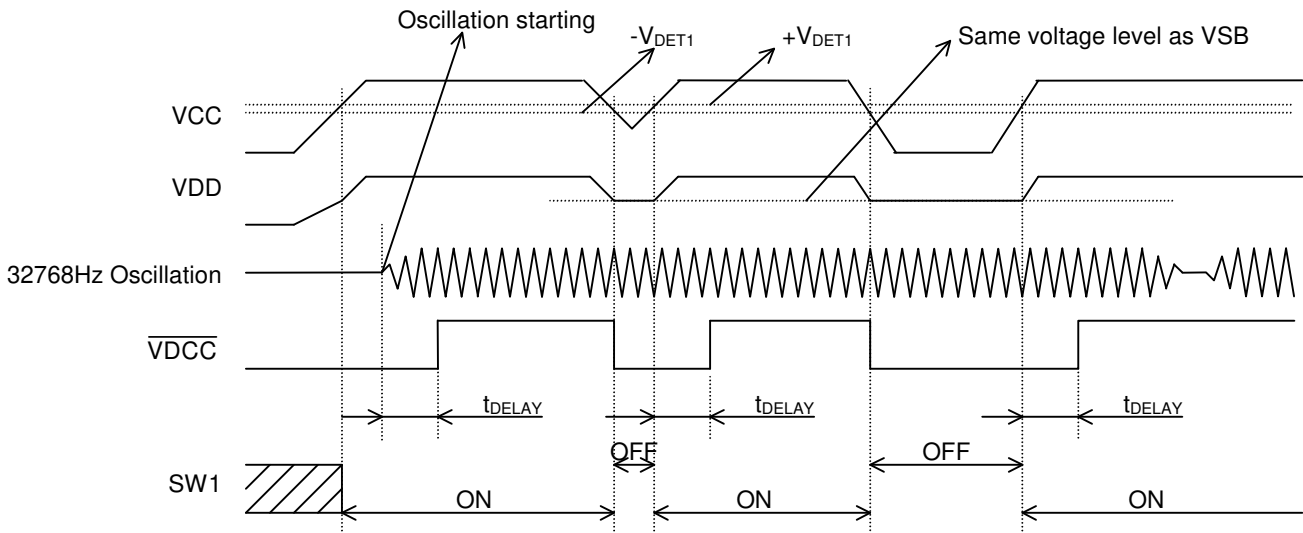 Oscillation starting
-VDET1
+VDET1
Same voltage level as VSB
VCC
VDD
32768Hz Oscillation
VDCC
tDELAY
tDELAY
tDELAY
OFF
OFF
SW1
ON
ON
ON